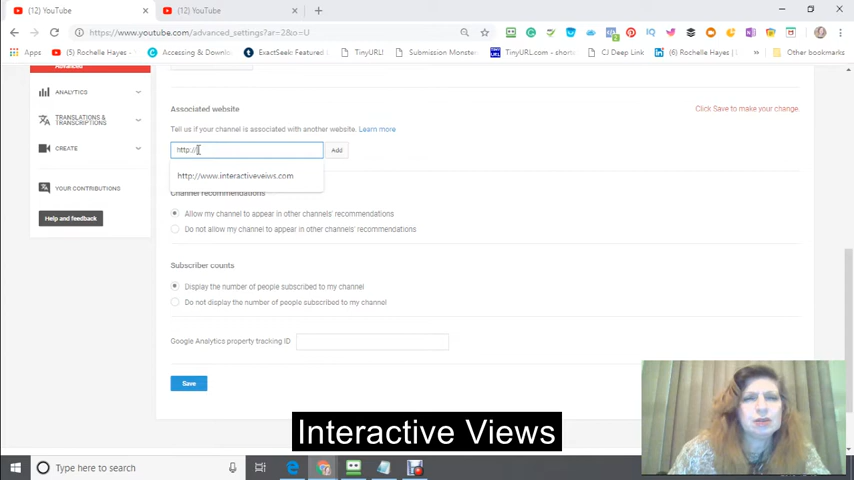 (12) YouTube
(12) YouTube
https://www.youtube.com/advanced_settings?ar=2&o=U
Apps
(5) Rochelle Hayes
Accessing & Downlo
ExactSeek: Featured
TinyURL!
Submission Monster
TinyURL.com - short
CJ Deep Link
(6) Rochelle Hayes
Other bookmarks
ANALYTICS
TRANSLATIONS &
TRANSCRIPTIONS
CREATE
YOUR CONTRIBUTIONS
Help and feedback
Associated website
Click Save to make your change.
Tell us if your channel is associated with another website. Learn more
http://
Add
http://www.interactiveveiws.com
Channel recommendations
Allow my channel to appear in other channels' recommendations
Do not allow my channel to appear in other channels' recommendations
Subscriber counts
Display the number of people subscribed to my channel
Do not display the number of people subscribed to my channel
Google Analytics property tracking ID
Save
Interactive Views
Type here to search